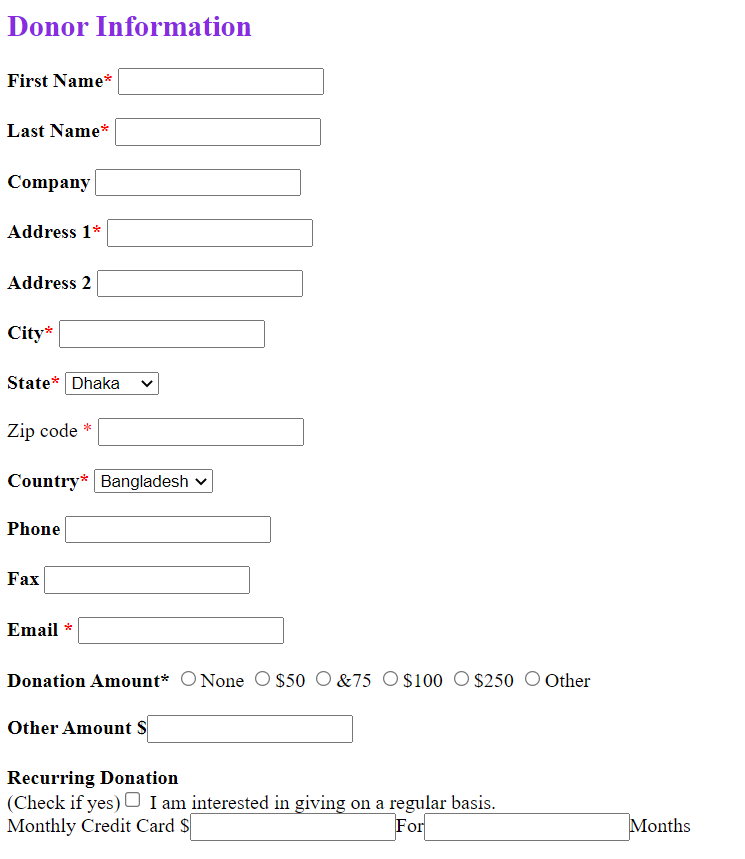 Donor Information
First Name*
Last Name*
Company
Address 1*
Address 2
City*
State* Dhaka
Zip code *
Country* Bangladesh
Phone
Fax
Email *
Donation Amount* None $50 &75 $100 $250 Other
Other Amount $
Recurring Donation
(Check if yes) I am interested in giving on a regular basis.
Monthly Credit Card $ For Months